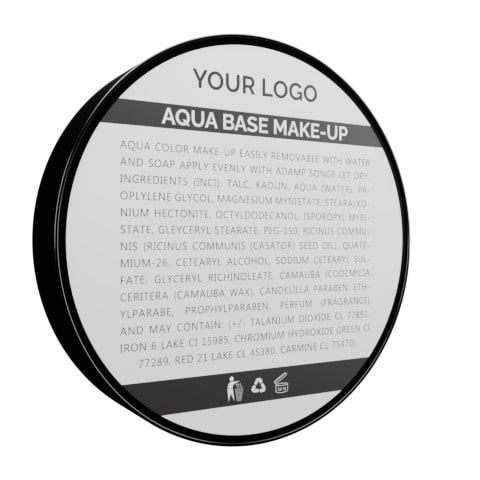 YOUR LOGO
AQUA BASE MAKE-UP
AQUA COLOR MAKE-UP EASILY REMOVABLE WITH WATER
AND SOAP APPLY EVENLY WITH ADAMP SONGE LET DRY.
INGREDIENTS (INCI): TALC, KAOLIN, AQUA (WATER), PR-
OPLYLENE GLYCOL, MAGNESIUM MYNISTATE. STEARALKO-
NIUM HECTONITE, OCTYLDODECANOL. ISPOROPYL MYRI-
STATE, GLEYCERYL STEARATE. PEG-150, RICINUS COMMU-
NIS (RICINUS COMMUNIS (CASATOR) SEED OIL), QUATE-
MIUM-26. CETEARYL ALCOHOL, SODIUM CETEARYL SUL-
FATE. GLYCERYL RICHINOLEATE. CAMAUBA (COOEMICIA
CERITERA (CAMAUBA WAX). CANDELILLA PARABEN, ETH-
YLPARABE, PROPHYLPARABEN, PERFUM (FRAGRANCE)
AND MAY CONTAIN: (+/- TALANIUM DIOXIDE CL 77891,
IRON 6 LAKE CI 15985, CHROMIUM HYDROXIDE GREEN CI
77289, RED 21 LAKE CL 45380. CARMINE CL 75470).